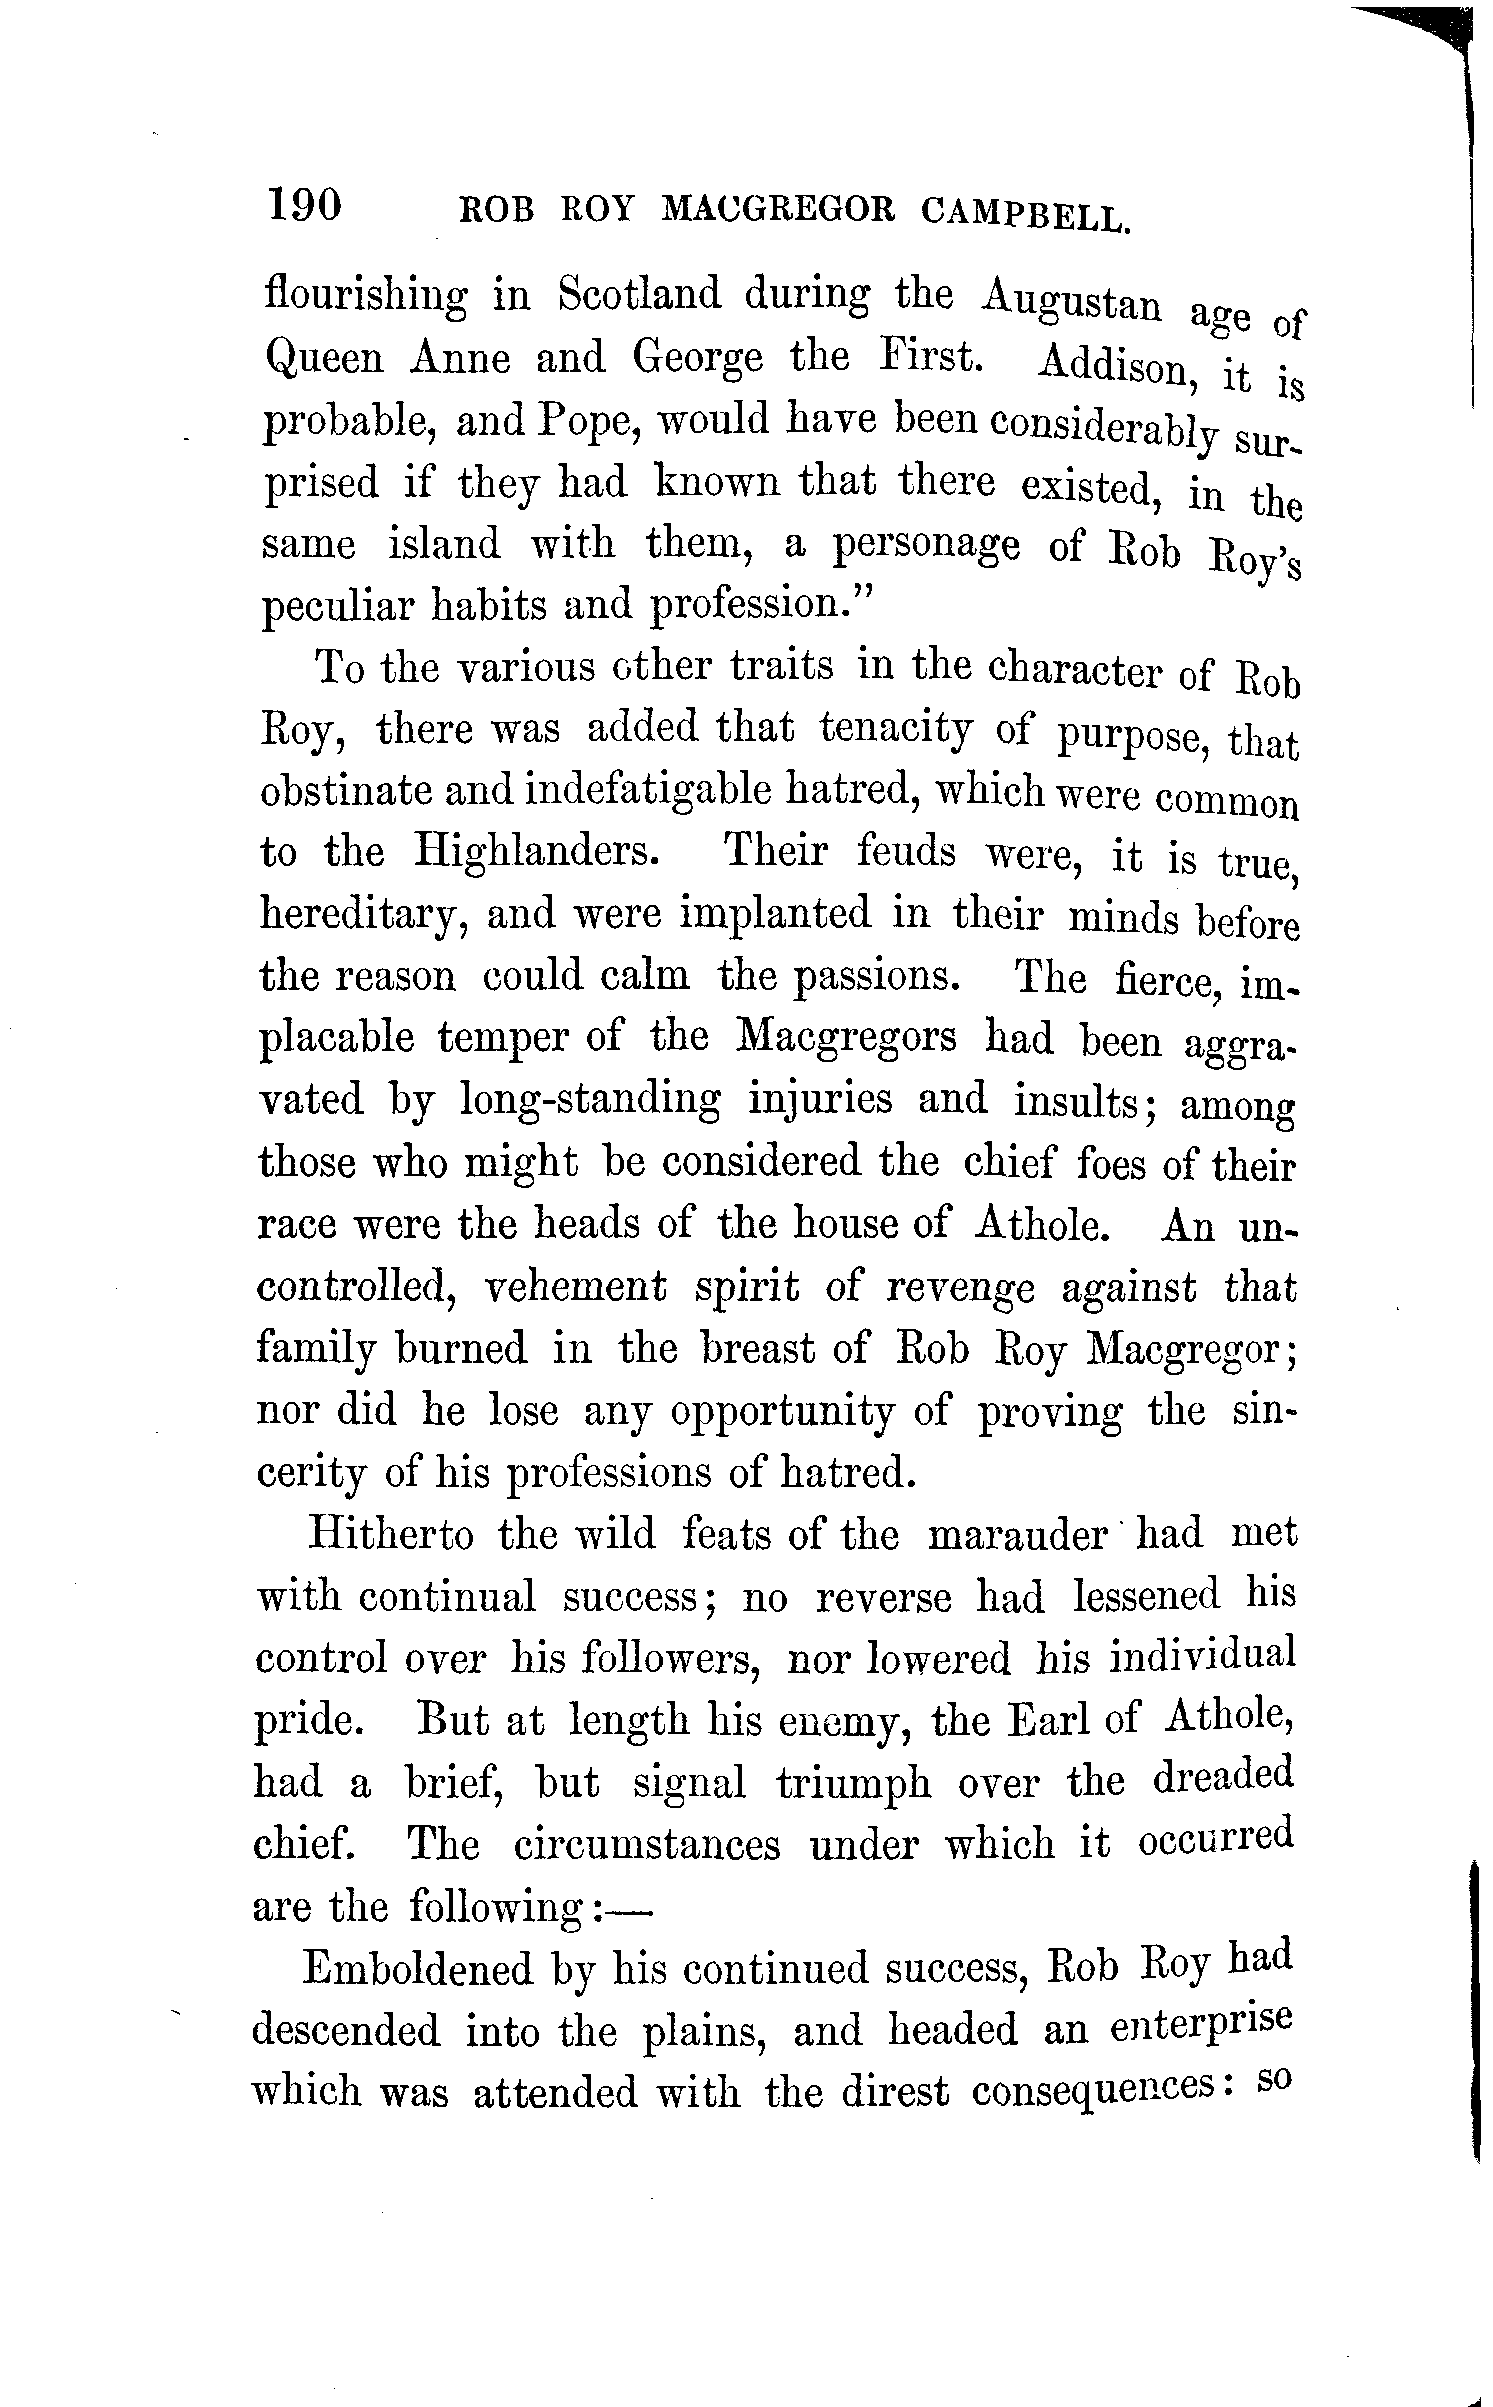 190 ROB ROY MACGREGOR CAMPBELL.
flourishing in Scotland during the Augustan age of
Queen Anne and George the First. Addison, it is
probable, and Pope, would have been considerably sur-
prised if they had known that there existed, in the
same island with them, a personage of Rob Roy's
peculiar habits and profession."
To the various other traits in the character of Rob
Roy, there was added that tenacity of purpose, that
obstinate and indefatigable hatred, which were common
to the Highlanders. Their feuds were, it is true,
hereditary, and were implanted in their minds before
the reason could calm the passions. The fierce, im-
placable temper of the Macgregors had been aggra-
vated by long-standing injuries and insults; among
those who might be considered the chief foes of their
race were the heads of the house of Athole. An un-
controlled, vehement spirit of revenge against that
family burned in the breast of Rob Roy Macgregor;
nor did he lose any opportunity of proving the sin-
cerity of his professions of hatred.
Hitherto the wild feats of the marauder had met
with continual success; no reverse had lessened his
control over his followers, nor lowered his individual
pride. But at length his enemy, the Earl of Athole,
had a brief, but signal triumph over the dreaded
chief. The circumstances under which it occurred
are the following:—
Emboldened by his continued success, Rob Roy had
descended into the plains, and headed an enterprise
which was attended with the direst consequences: so